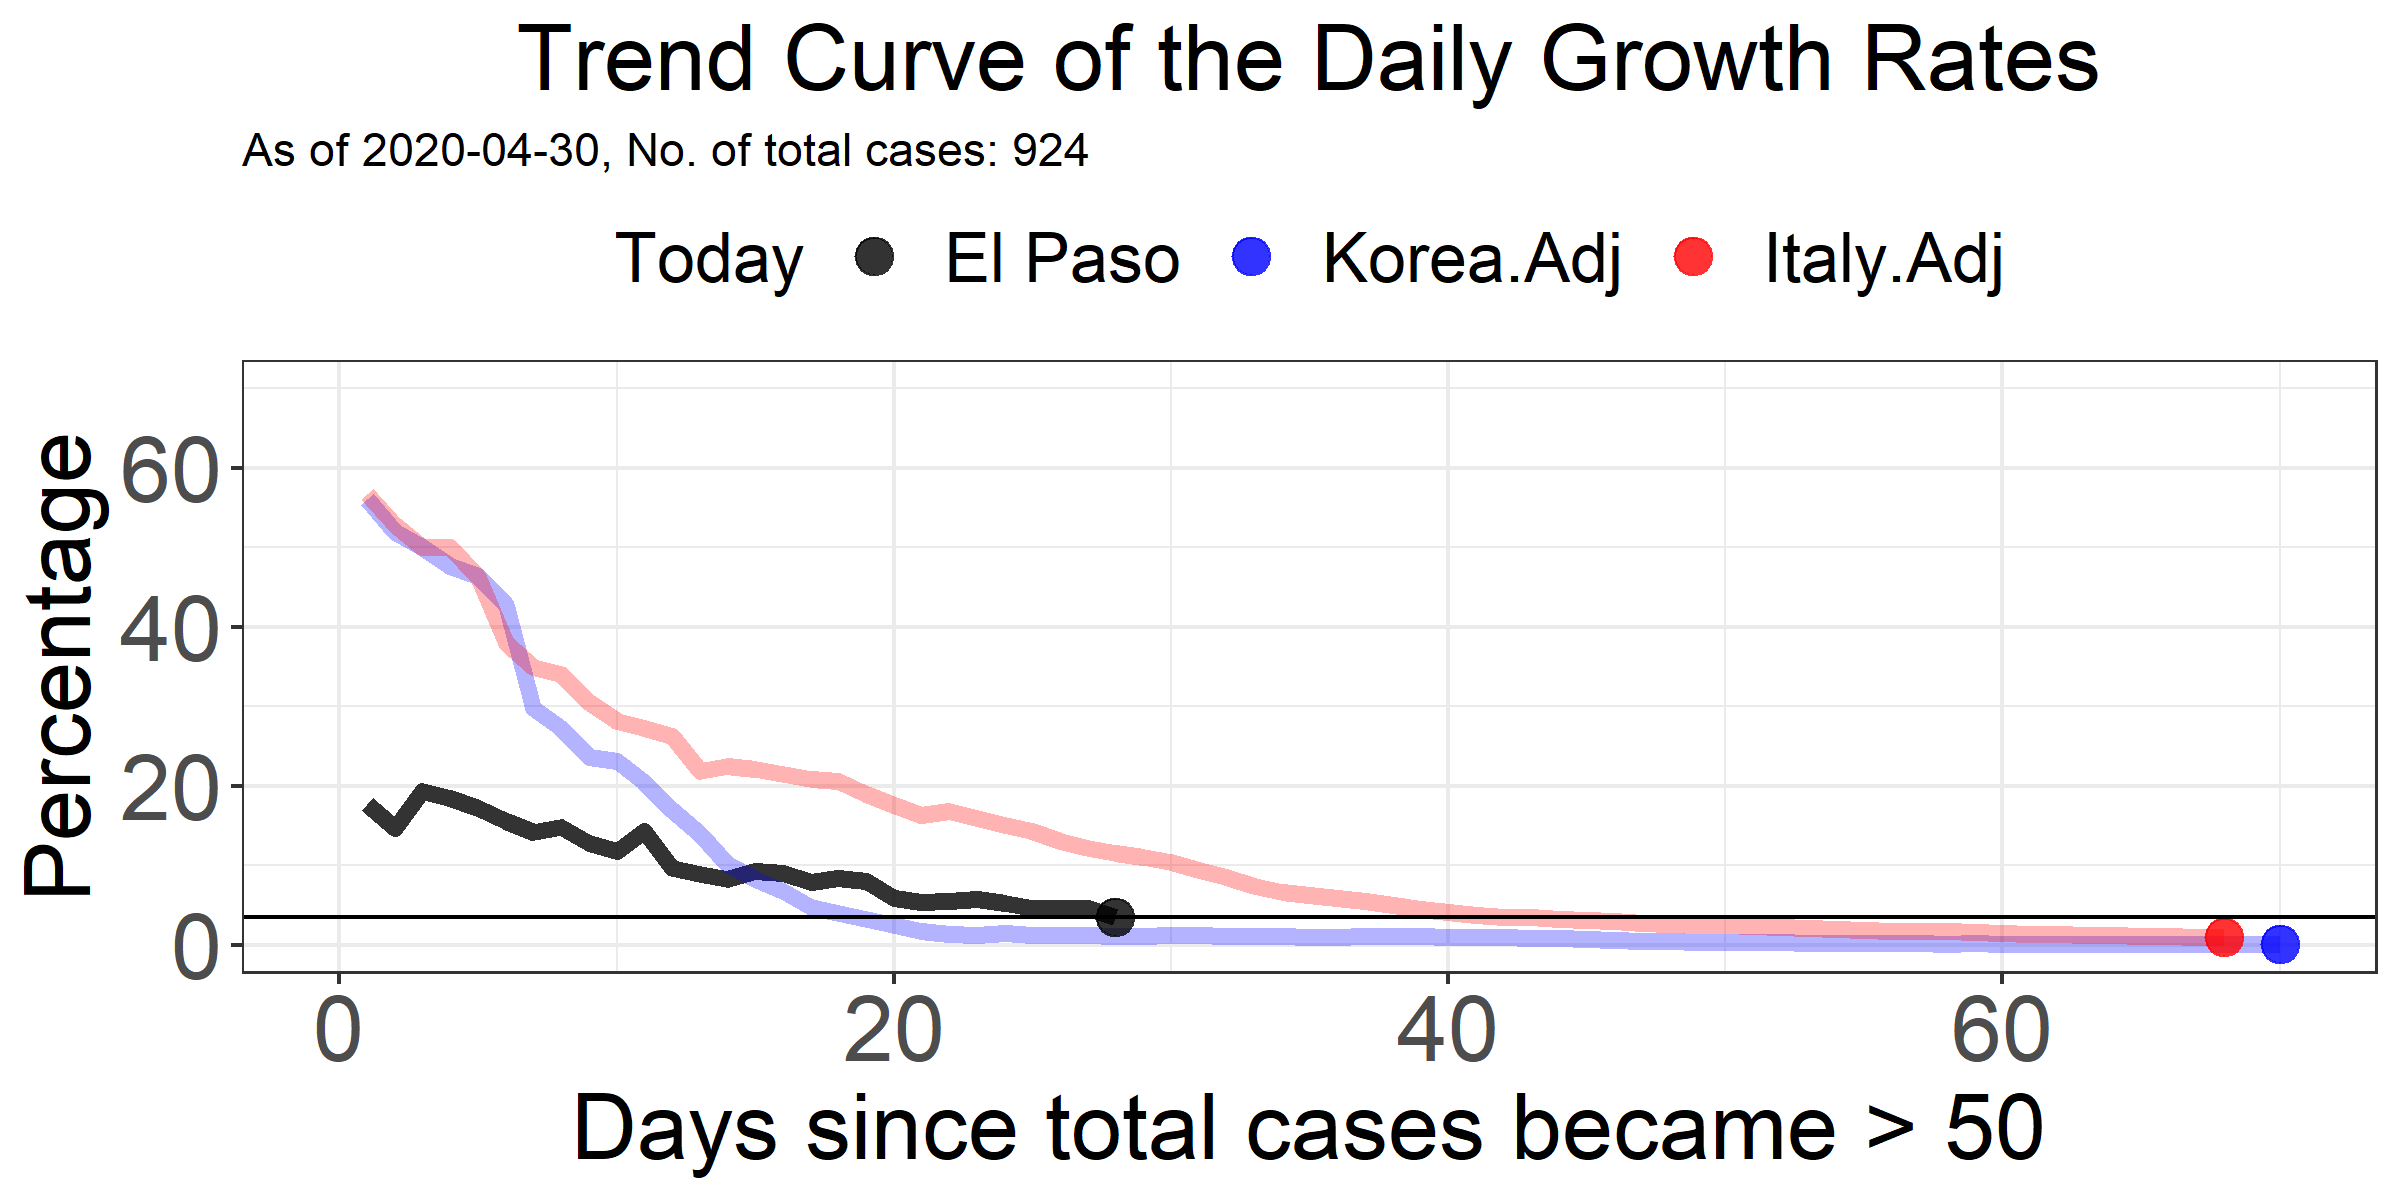 Trend Curve of the Daily Growth Rates
As of 2020-04-30, No. of total cases: 924
Today El Paso Korea.Adj Italy.Adj
Percentage
60
40
20
0
0 20 40 60
Days since total cases became > 50